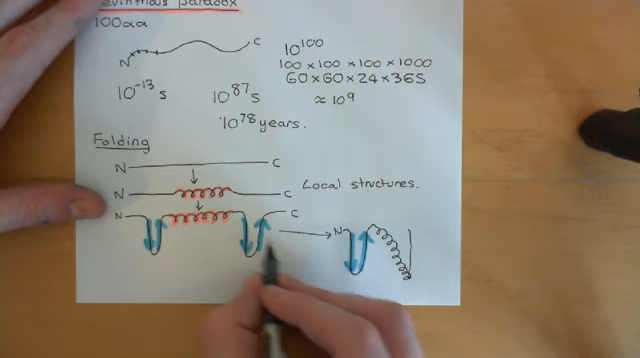 Levinthal paradox
100aa
N C
10^100
100 × 100 × 100 × 1000
60 × 60 × 24 × 365
≈ 10^9
10^-13 s
10^87 s
10^78 years.
Folding
N C
N C
Local structures.
N C
N